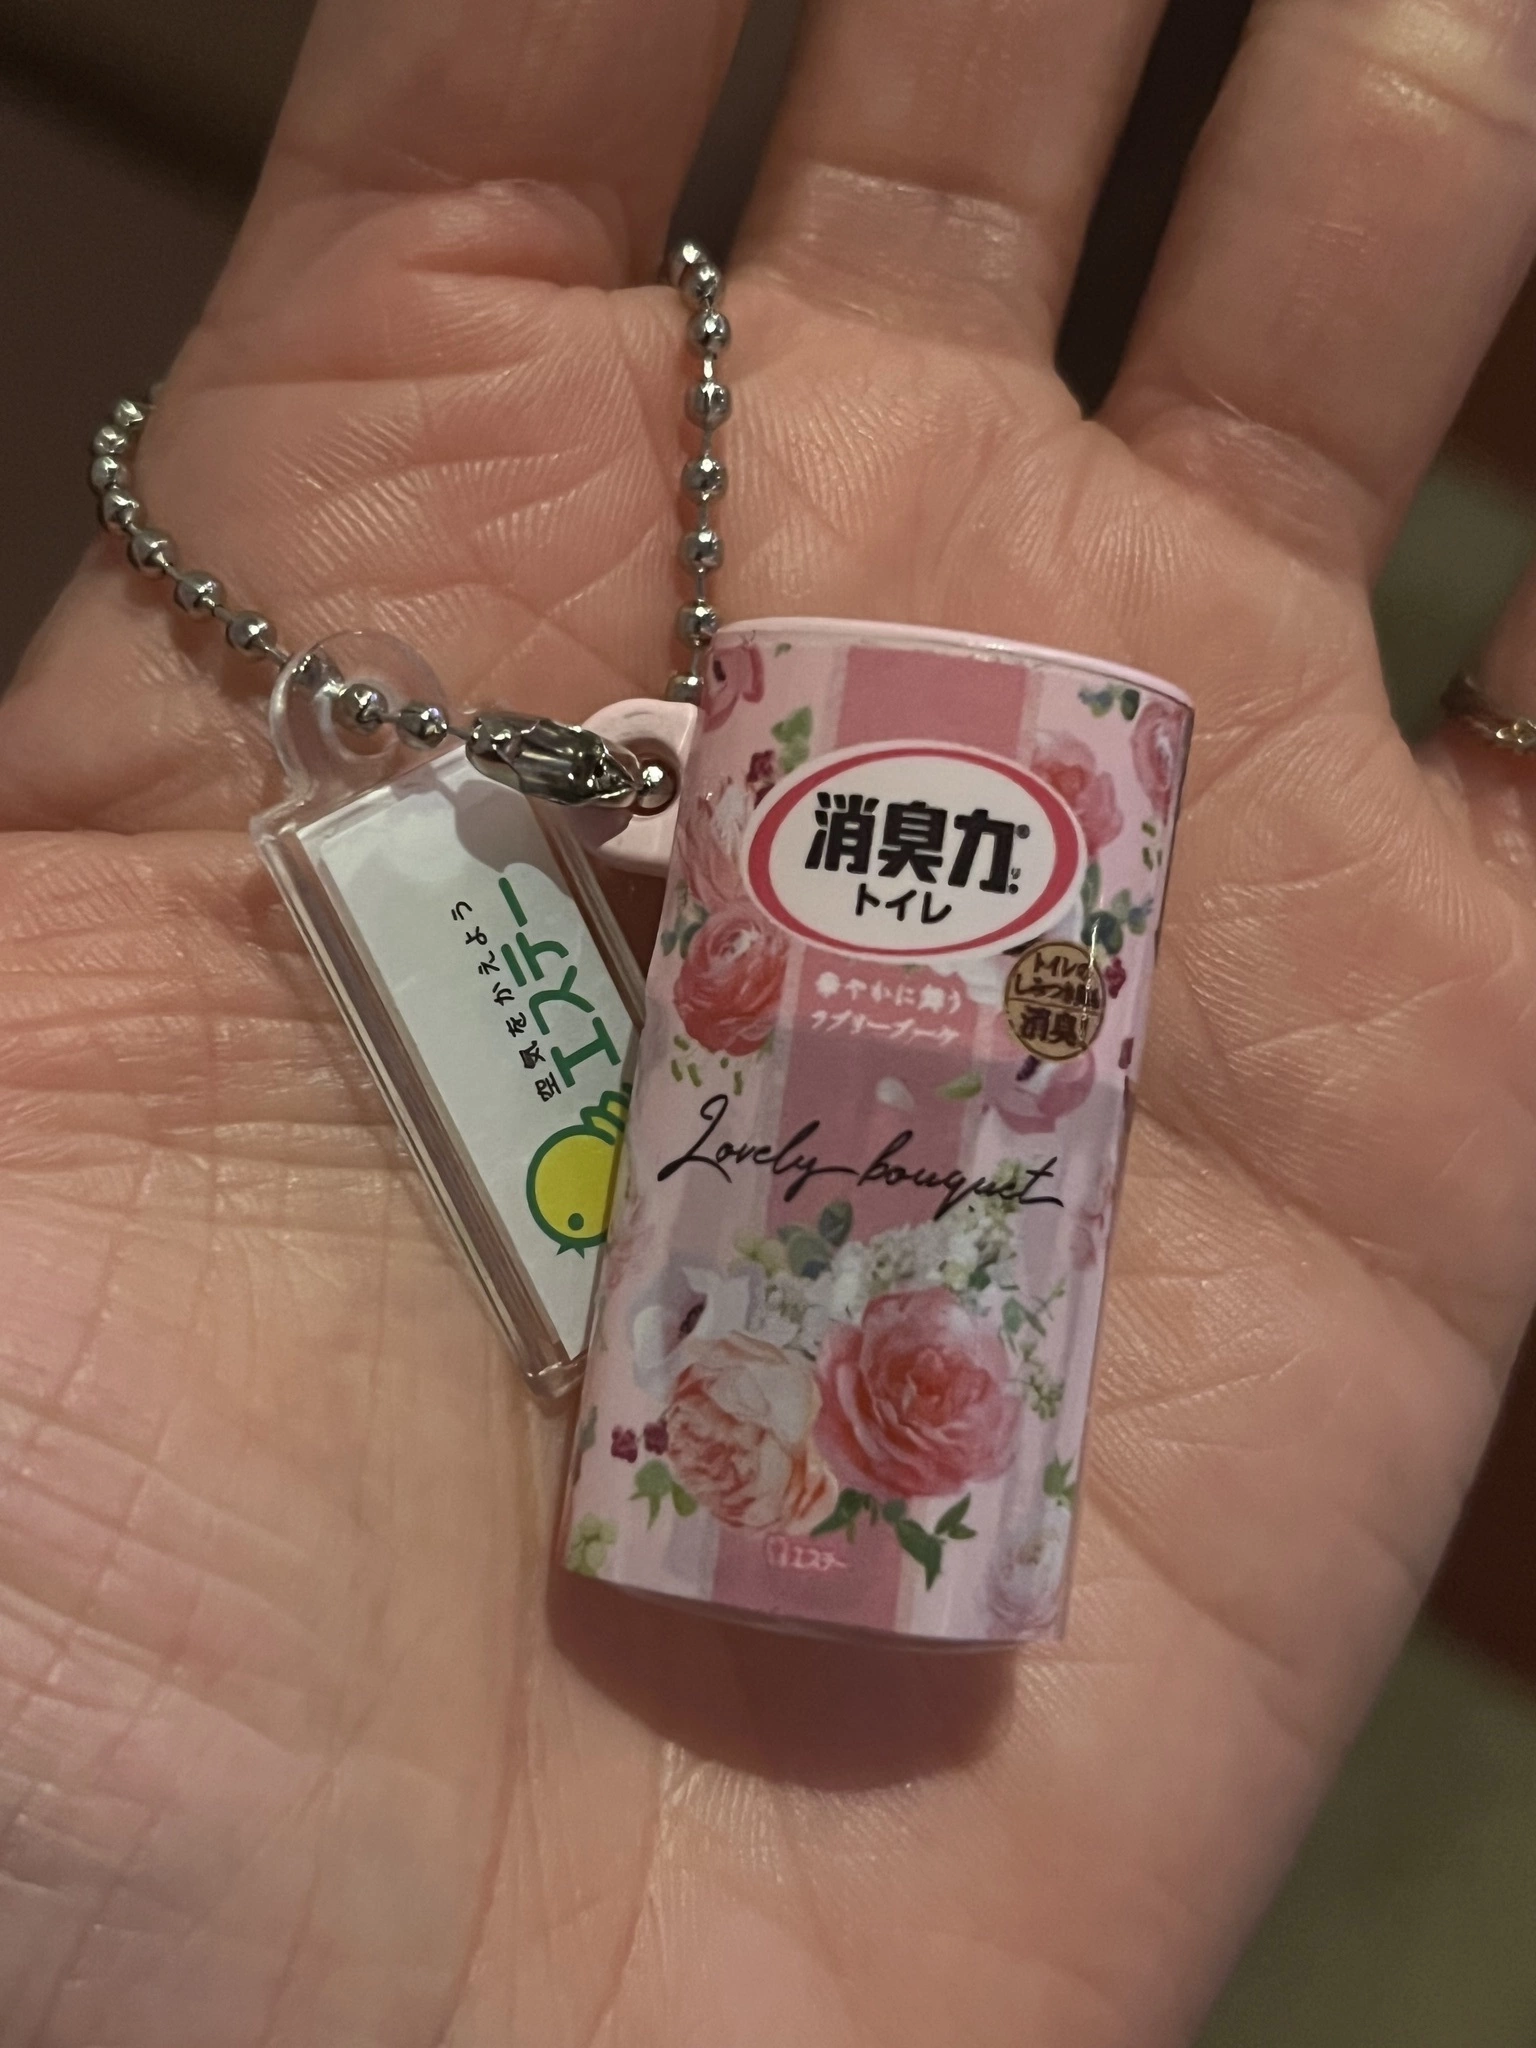 消臭力®
トイレ
華やかに舞う
ラブリーブーケ
トイレの
消臭
Lovely bouquet
エステー
空気をかえよう
エステー